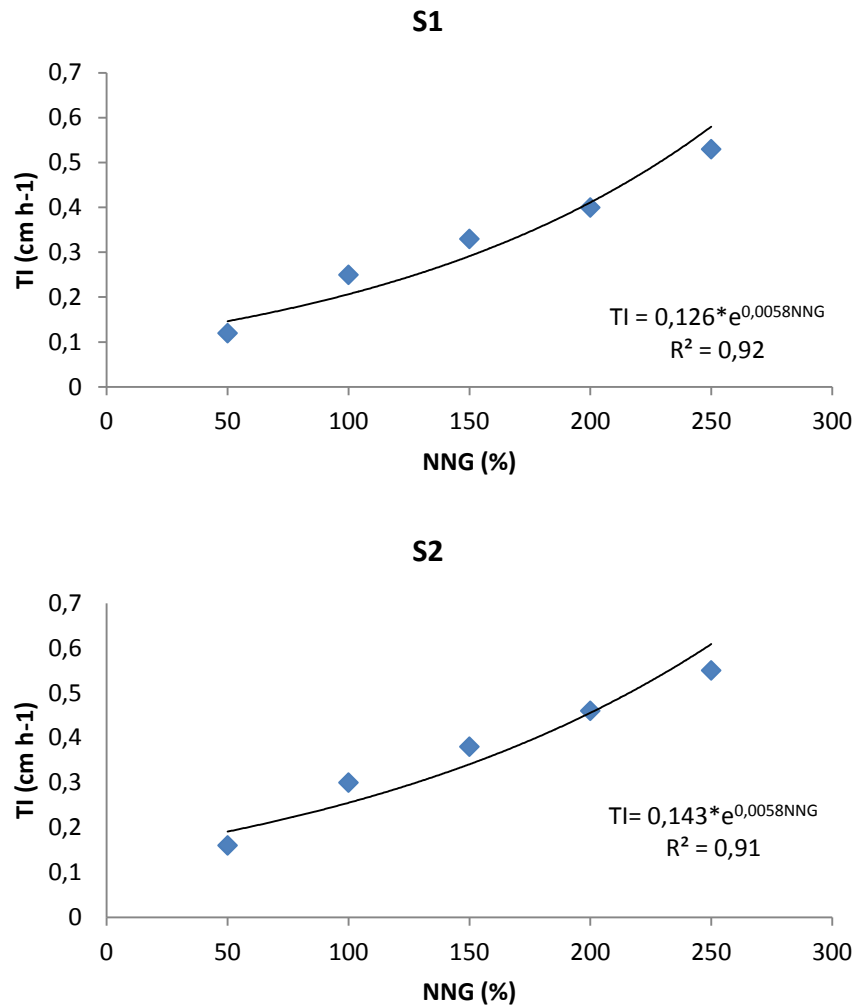 S1
0,7
0,6
0,5
0,4
0,3
0,2
0,1
0
TI (cm h-1)
TI = 0,126*e^0,0058NNG
R² = 0,92
0 50 100 150 200 250 300
NNG (%)
S2
0,7
0,6
0,5
0,4
0,3
0,2
0,1
0
TI (cm h-1)
TI= 0,143*e^0,0058NNG
R² = 0,91
0 50 100 150 200 250 300
NNG (%)